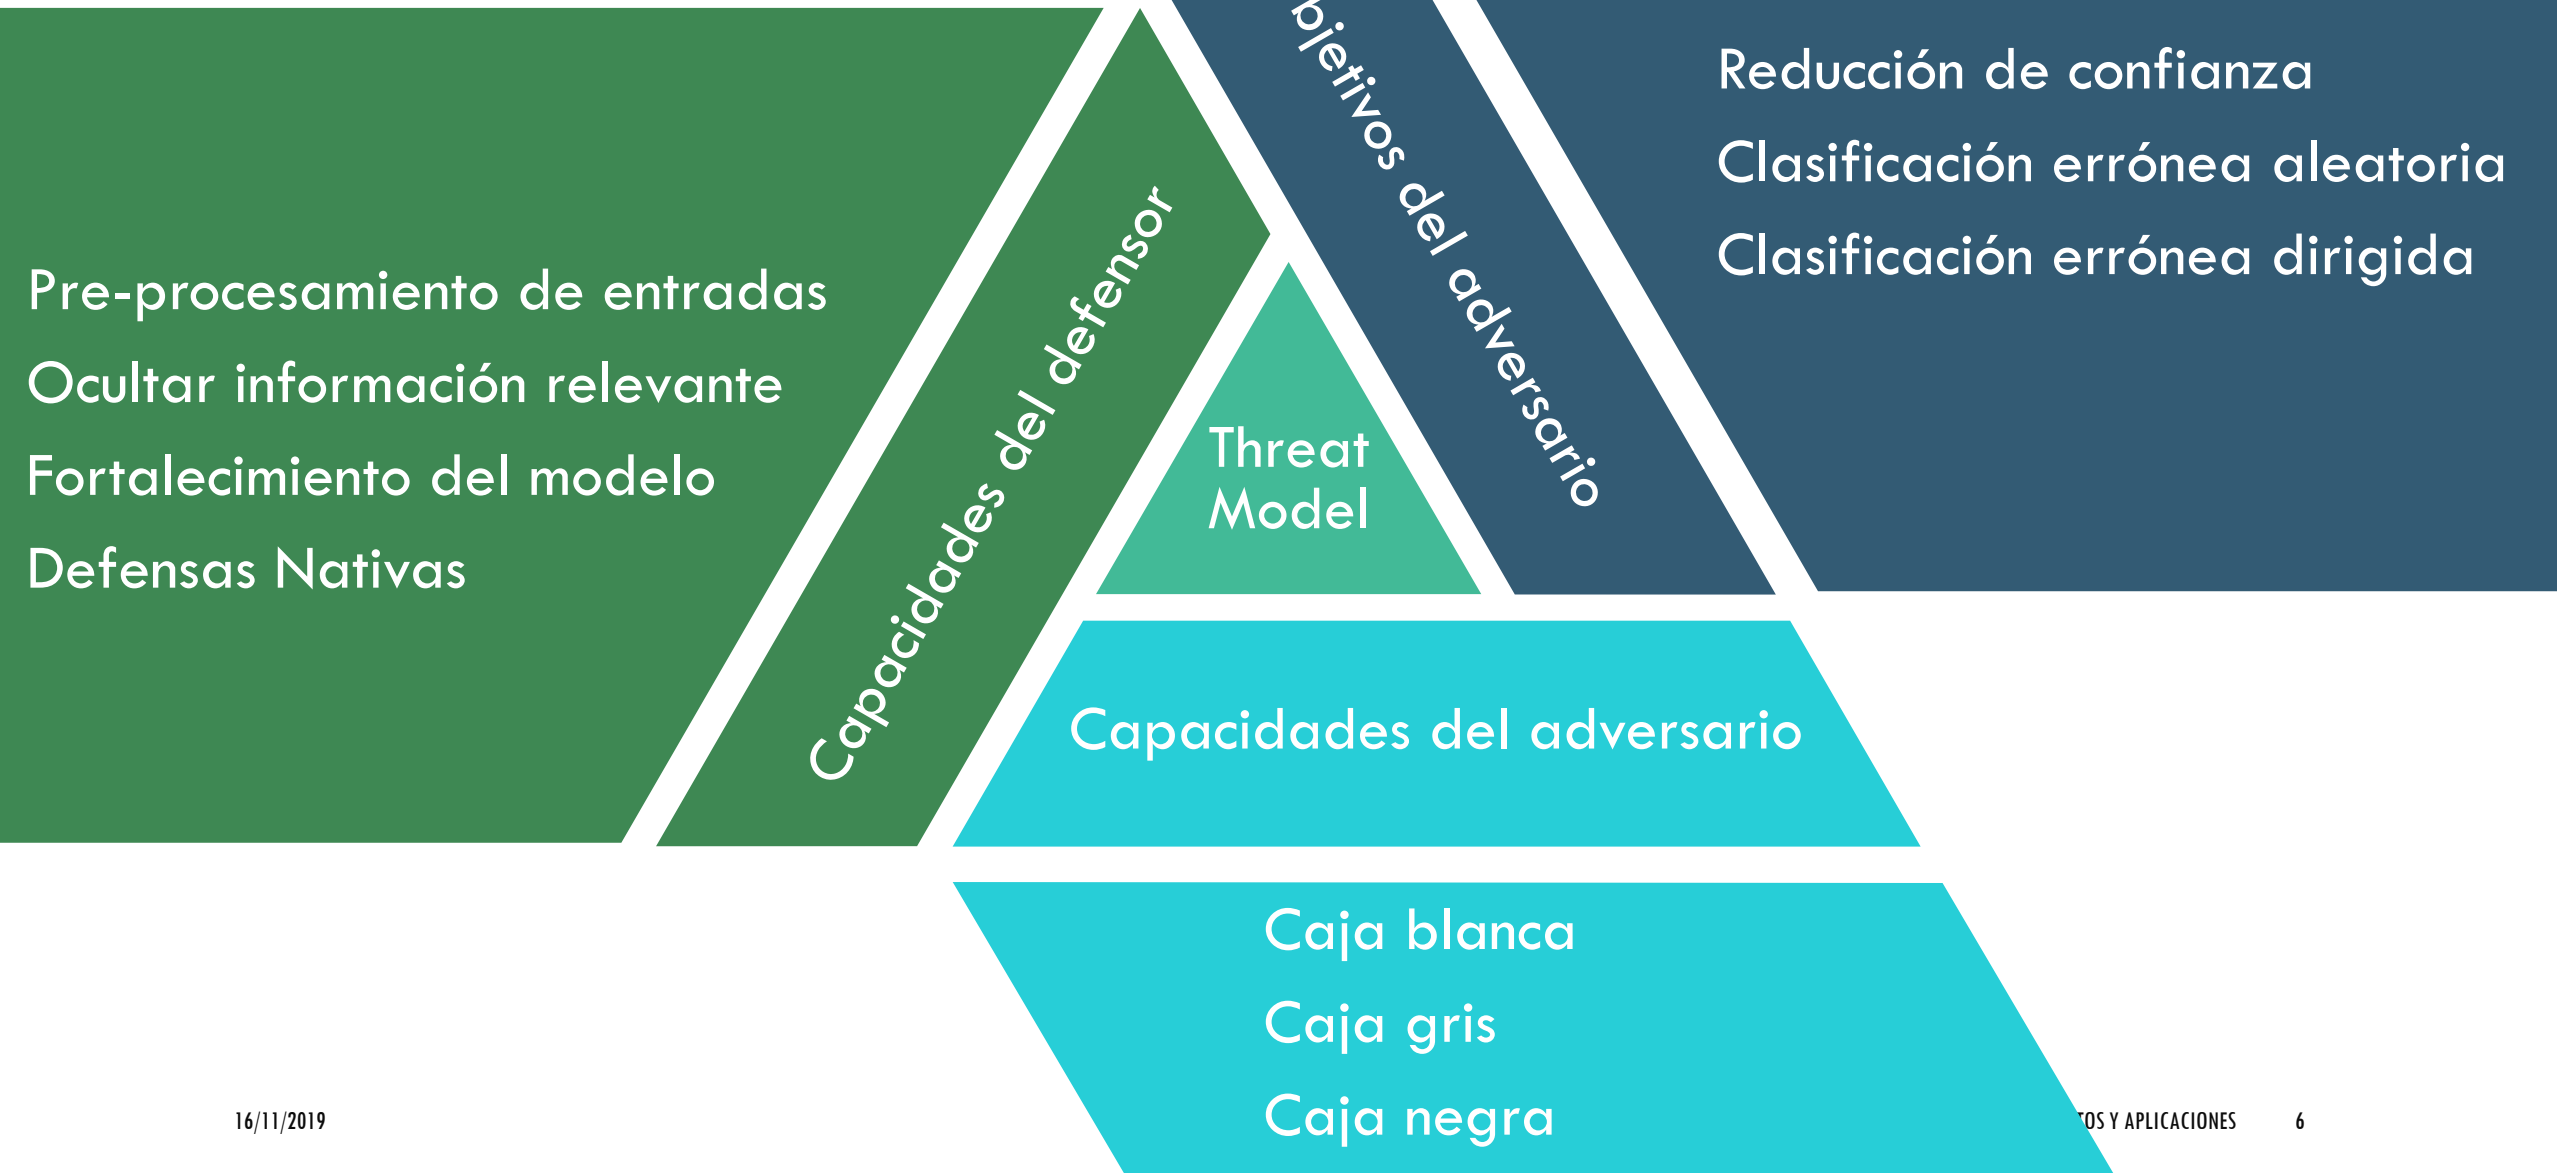 Pre-procesamiento de entradas
Ocultar información relevante
Fortalecimiento del modelo
Defensas Nativas
Capacidades del defensor
bjetivos del adversario
Reducción de confianza
Clasificación errónea aleatoria
Clasificación errónea dirigida
Threat
Model
Capacidades del adversario
Caja blanca
Caja gris
Caja negra
16/11/2019
TOS Y APLICACIONES
6